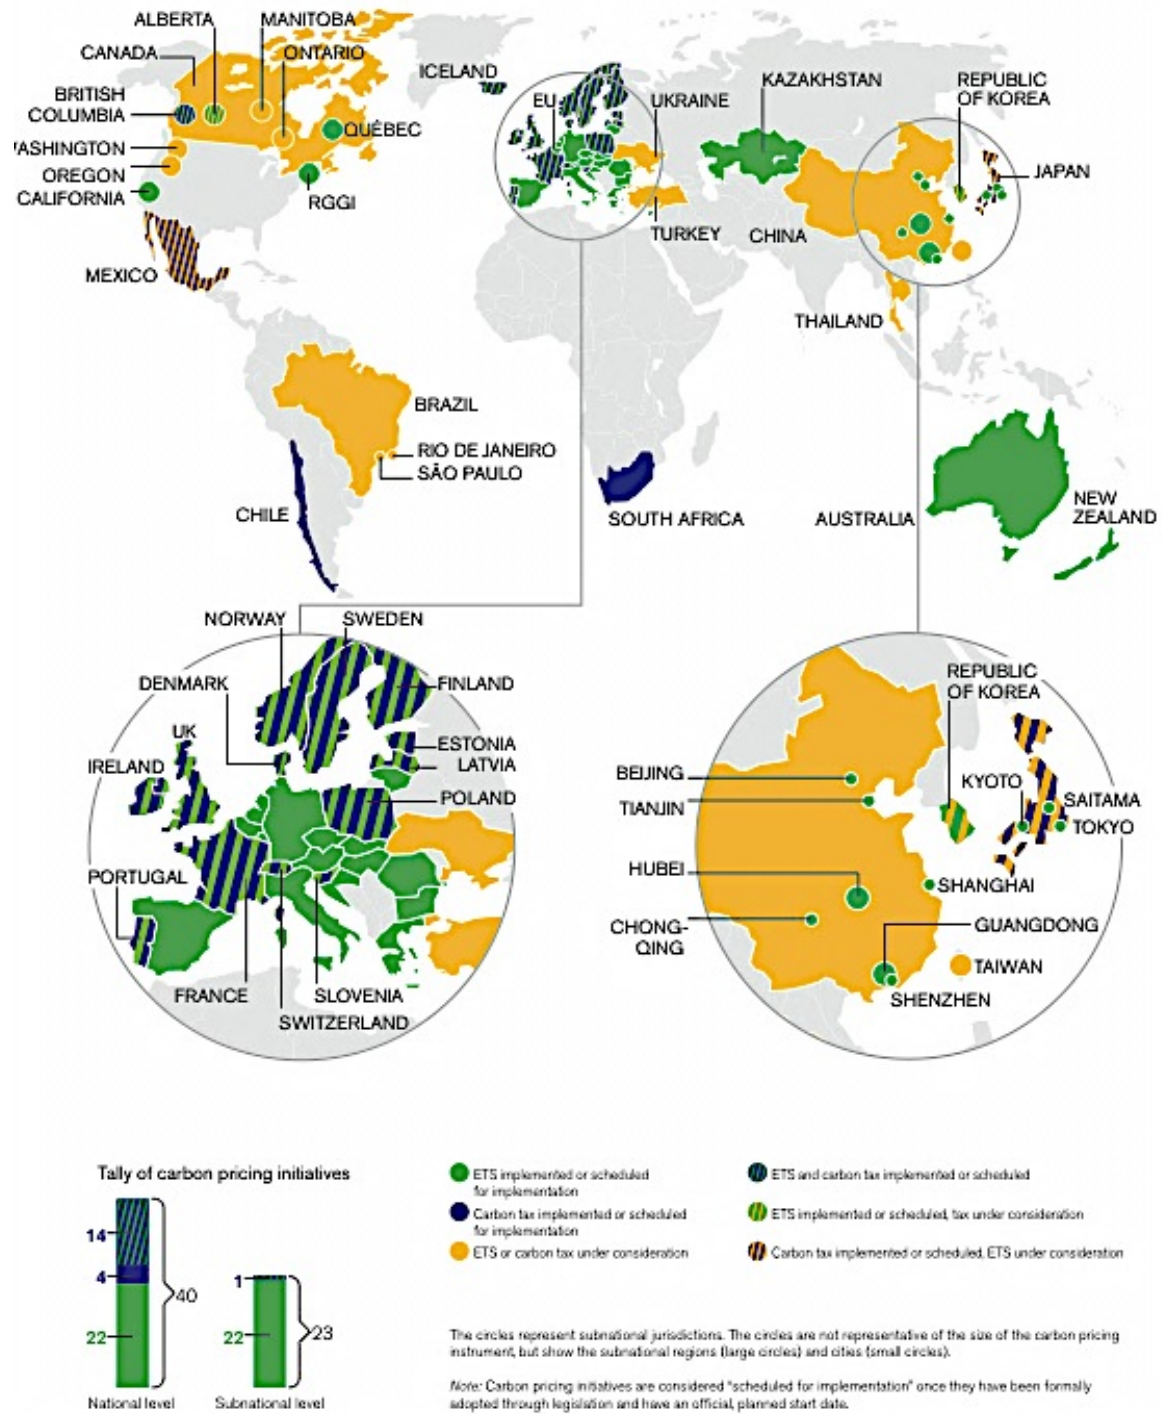 ALBERTA
MANITOBA
CANADA
ONTARIO
BRITISH
COLUMBIA
QUÉBEC
ASHINGTON
OREGON
CALIFORNIA
RGGI
MEXICO
ICELAND
EU
UKRAINE
KAZAKHSTAN
REPUBLIC
OF KOREA
JAPAN
TURKEY
CHINA
THAILAND
BRAZIL
RIO DE JANEIRO
SÃO PAULO
CHILE
SOUTH AFRICA
AUSTRALIA
NEW
ZEALAND
NORWAY
SWEDEN
DENMARK
FINLAND
UK
IRELAND
ESTONIA
LATVIA
POLAND
PORTUGAL
FRANCE
SLOVENIA
SWITZERLAND
REPUBLIC
OF KOREA
BEIJING
KYOTO
TIANJIN
SAITAMA
TOKYO
HUBEI
SHANGHAI
CHONG-
QING
GUANGDONG
TAIWAN
SHENZHEN
Tally of carbon pricing initiatives
14
4
22
40
National level
1
22
23
Subnational level
ETS implemented or scheduled
for implementation
Carbon tax implemented or scheduled
for implementation
ETS or carbon tax under consideration
ETS and carbon tax implemented or scheduled
ETS implemented or scheduled, tax under consideration
Carbon tax implemented or scheduled, ETS under consideration
The circles represent subnational jurisdictions. The circles are not representative of the size of the carbon pricing
instrument, but show the subnational regions (large circles) and cities (small circles).
Note: Carbon pricing initiatives are considered "scheduled for implementation" once they have been formally
adopted through legislation and have an official, planned start date.